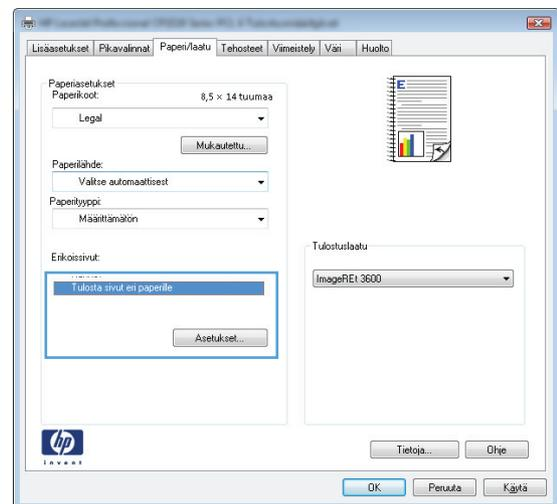 Lisäasetukset Pikavalinnat Paperi/laatu Tehosteet Viimeistely Väri Huolto
Paperiasetukset
Paperikoot: 8,5 × 14 tuumaa
Legal
Mukautettu...
Paperilähde:
Valitse automaattisest
Paperityyppi:
Määrittämätön
Erikoissivut:
Tulosta sivut eri paperille
Asetukset...
E
Tulostuslaatu
ImageREt 3600
hp
invent
Tietoja... Ohje
OK Peruuta Käytä